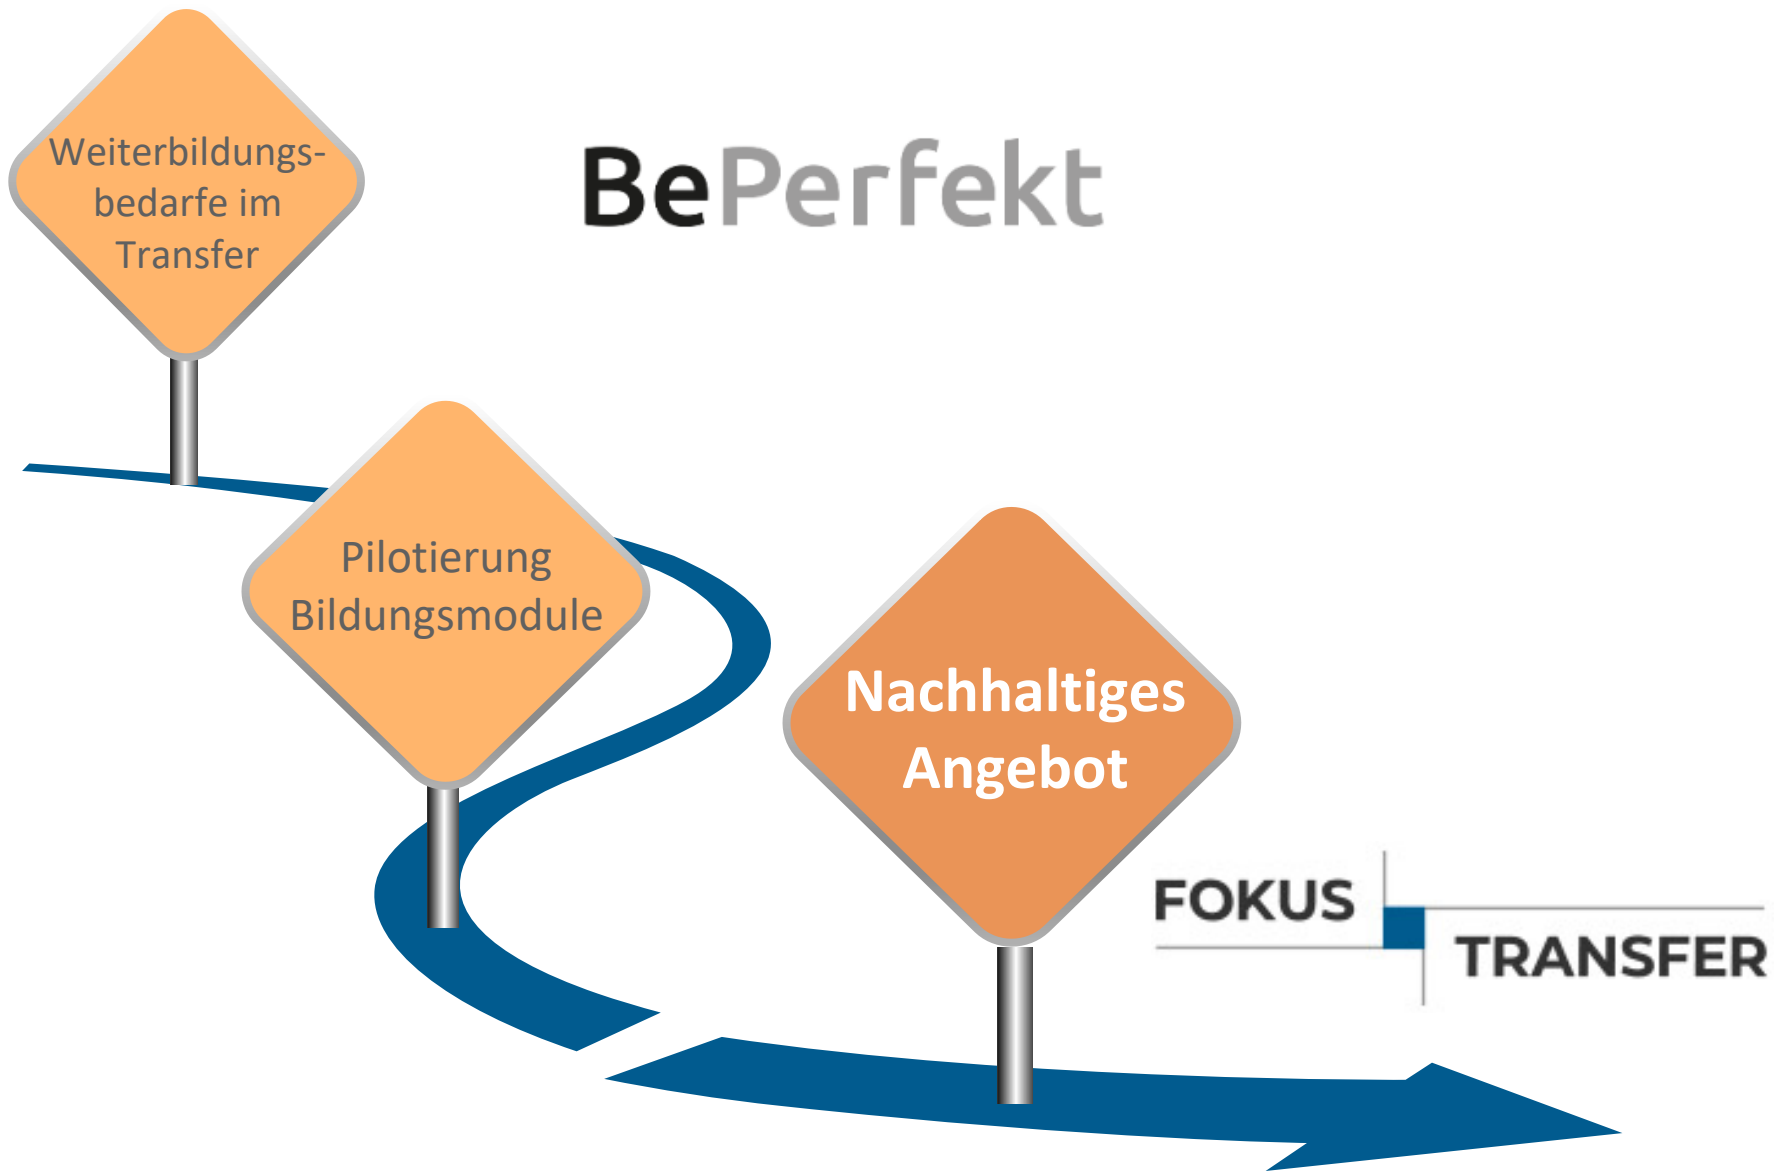 Weiterbildungs-
bedarfe im
Transfer
BePerfekt
Pilotierung
Bildungsmodule
Nachhaltiges
Angebot
FOKUS
TRANSFER